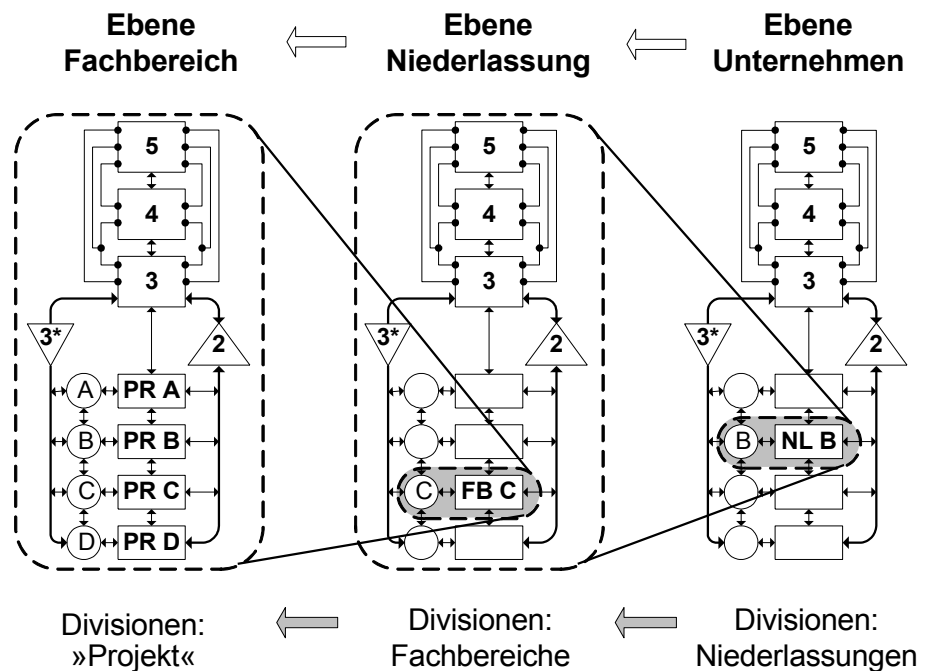 Ebene
Fachbereich
Ebene
Niederlassung
Ebene
Unternehmen
5
4
3
3*
2
A
PR A
B
PR B
C
PR C
D
PR D
5
4
3
3*
2
C
FB C
5
4
3
3*
2
B
NL B
Divisionen:
»Projekt«
Divisionen:
Fachbereiche
Divisionen:
Niederlassungen